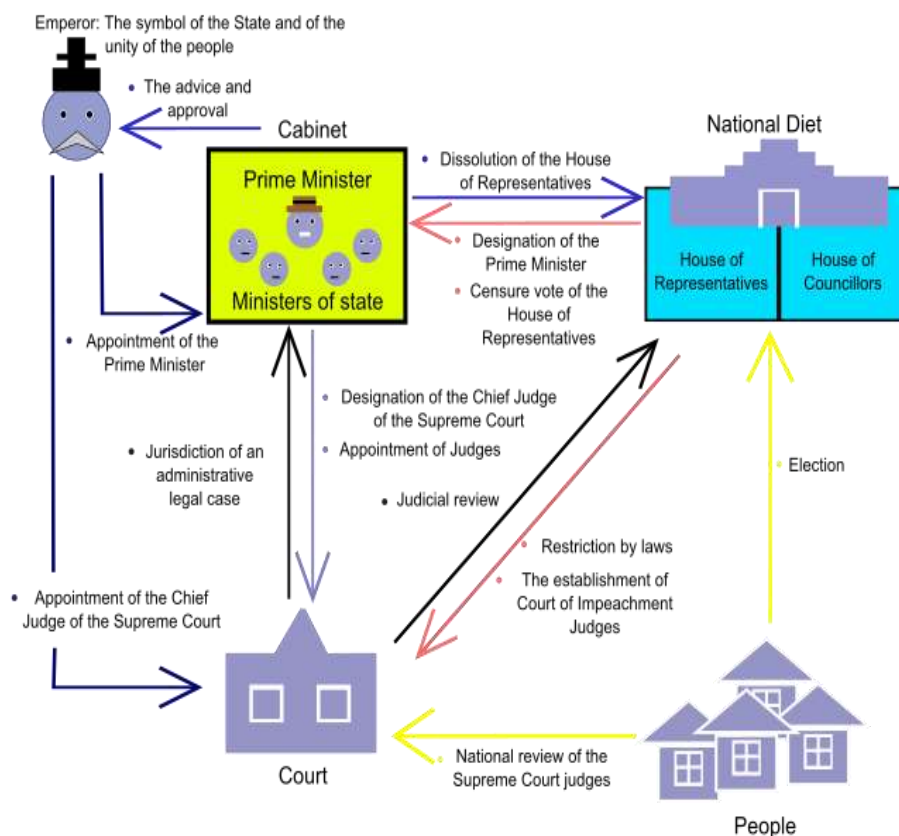 Emperor: The symbol of the State and of the
unity of the people
• The advice and
approval
Cabinet
National Diet
Prime Minister
Ministers of state
• Dissolution of the House
of Representatives
• Designation of the
Prime Minister
• Censure vote of the
House of
Representatives
House of
Representatives
House of
Councillors
• Appointment of the
Prime Minister
• Designation of the Chief Judge
of the Supreme Court
• Appointment of Judges
• Jurisdiction of an
administrative
legal case
• Judicial review
• Election
• Restriction by laws
• The establishment of
Court of Impeachment
Judges
• Appointment of the Chief
Judge of the Supreme Court
Court
• National review of the
Supreme Court judges
People